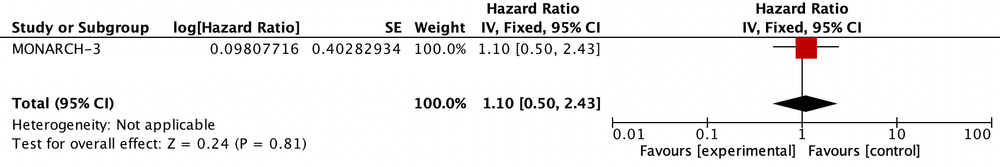 Hazard Ratio Hazard Ratio
Study or Subgroup log[Hazard Ratio] SE Weight IV, Fixed, 95% CI IV, Fixed, 95% CI
MONARCH-3 0.09807716 0.40282934 100.0% 1.10 [0.50, 2.43]
Total (95% CI) 100.0% 1.10 [0.50, 2.43]
Heterogeneity: Not applicable
0.01 0.1 1 10 100
Test for overall effect: Z = 0.24 (P = 0.81)
Favours [experimental] Favours [control]